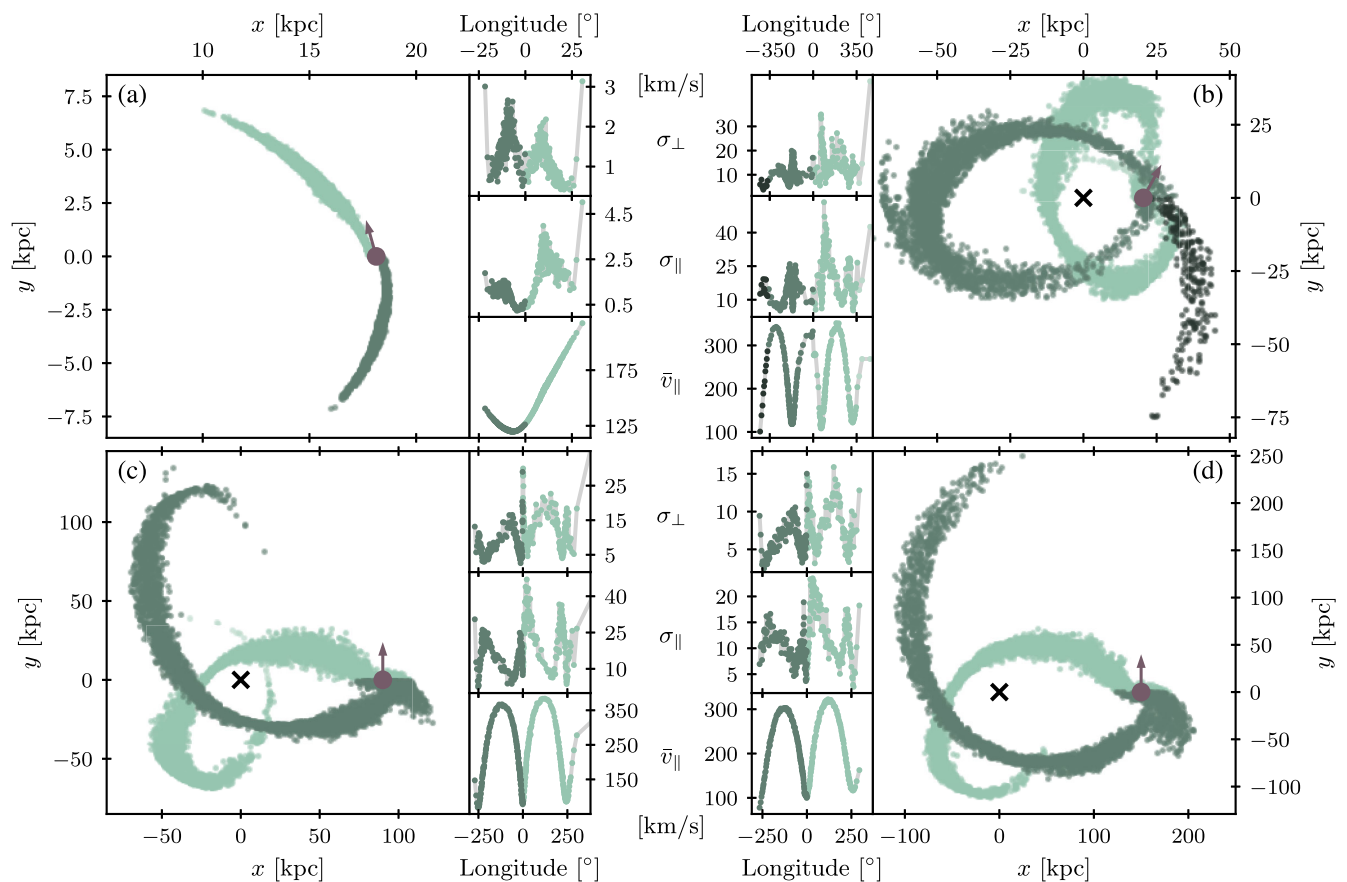 x [kpc] Longitude [°] Longitude [°] x [kpc]
10 15 20 −25 0 25 −350 0 350 −50 −25 0 25 50
(a) 7.5 5.0 2.5 0.0 −2.5 −5.0 −7.5
y [kpc]
3 2 1
4.5 2.5 0.5
175 125
[km/s]
σ⊥
σ∥
v̄∥
30 20 10
40 25 10
300 200 100
(b) 25 0 −25 −50 −75
y [kpc]
(c) 100 50 0 −50
y [kpc]
25 15 5
40 25 10
350 250 150
σ⊥
σ∥
v̄∥
[km/s]
15 10 5
20 15 10 5
300 200 100
(d) 250 200 150 100 50 0 −50 −100
y [kpc]
−50 0 50 100 −250 0 250 −250 0 250 −100 0 100 200
x [kpc] Longitude [°] Longitude [°] x [kpc]